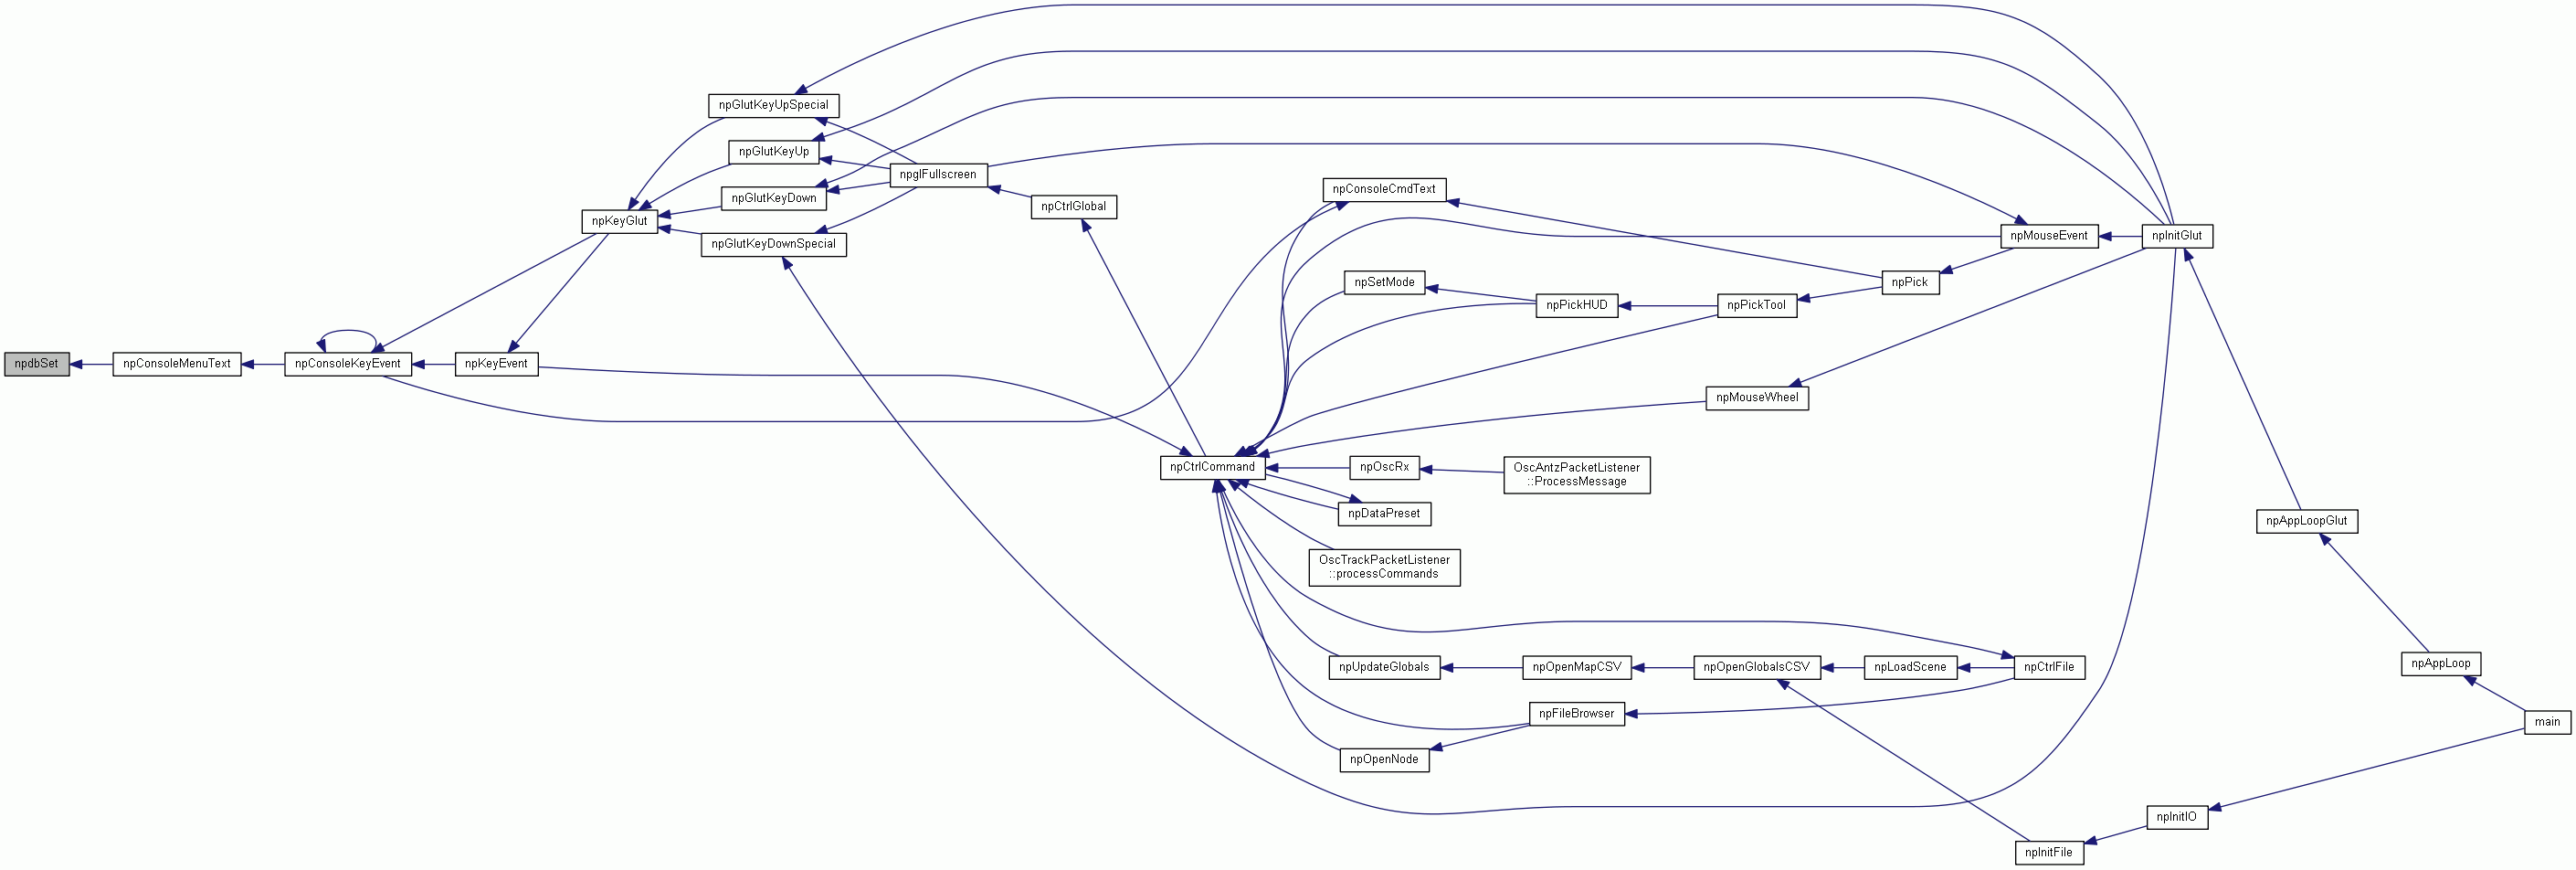 npGlutKeyUpSpecial
npGlutKeyUp
npglFullscreen
npConsoleCmdText
npGlutKeyDown
npCtrlGlobal
npKeyGlut
npGlutKeyDownSpecial
npMouseEvent
npInitGlut
npSetMode
npPick
npPickHUD
npPickTool
npdbSet
npConsoleMenuText
npConsoleKeyEvent
npKeyEvent
npMouseWheel
npCtrlCommand
npOscRx
OscAntzPacketListener
::ProcessMessage
npDataPreset
npAppLoopGlut
OscTrackPacketListener
::processCommands
npUpdateGlobals
npOpenMapCSV
npOpenGlobalsCSV
npLoadScene
npCtrlFile
npAppLoop
npFileBrowser
main
npOpenNode
npInitIO
npInitFile